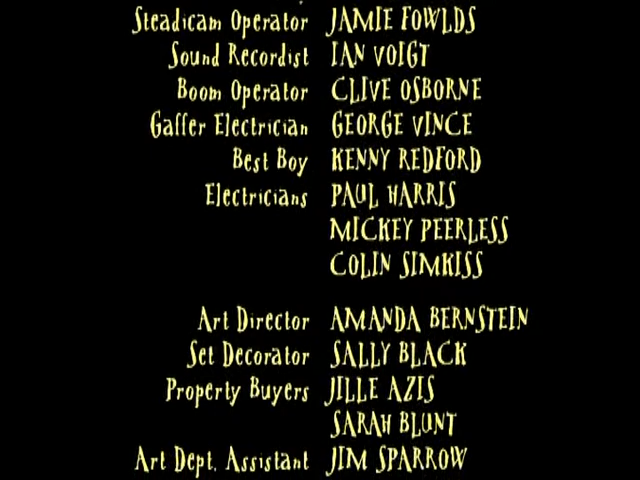 Steadicam Operator JAMIE FOWLDS
Sound Recordist IAN VOIGT
Boom Operator CLIVE OSBORNE
Gaffer Electrician GEORGE VINCE
Best Boy KENNY REDFORD
Electricians PAUL HARRIS
MICKEY PEERLESS
COLIN SIMKISS
Art Director AMANDA BERNSTEIN
Set Decorator SALLY BLACK
Property Buyers JILLE AZIS
SARAH BLUNT
Art Dept. Assistant JIM SPARROW